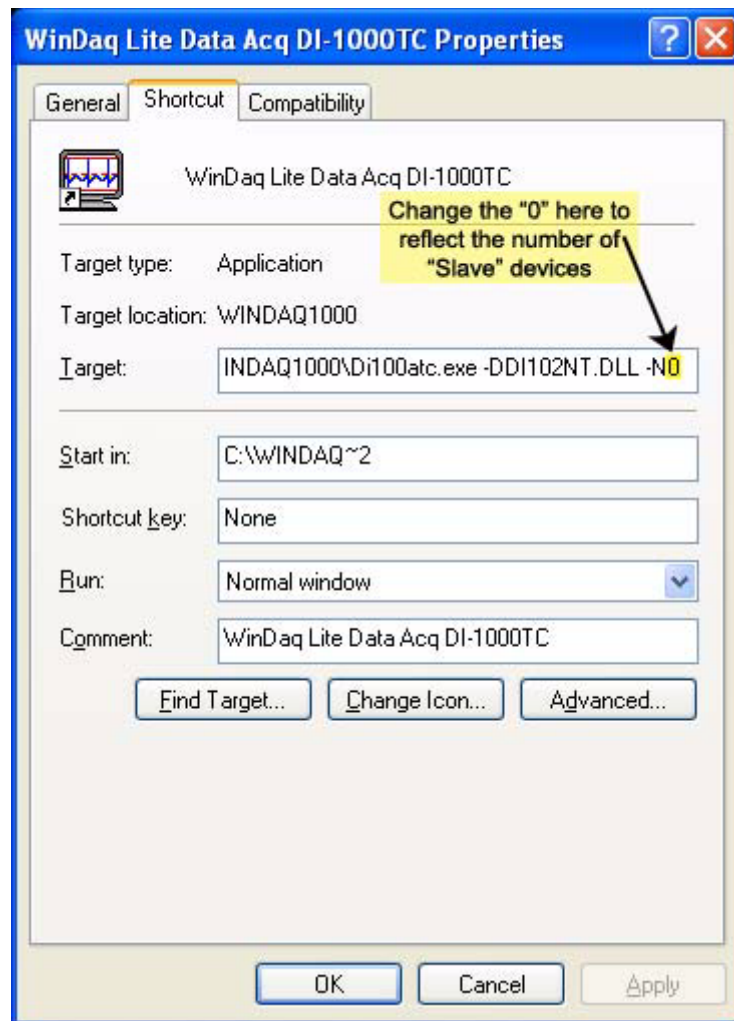 WinDaq Lite Data Acq DI-1000TC Properties
General Shortcut Compatibility
WinDaq Lite Data Acq DI-1000TC
Change the "0" here to
reflect the number of
"Slave" devices
Target type: Application
Target location: WINDAQ1000
Target: INDAQ1000\Di100atc.exe -DDI102NT.DLL -N0
Start in: C:\WINDAQ~2
Shortcut key: None
Run: Normal window
Comment: WinDaq Lite Data Acq DI-1000TC
Find Target... Change Icon... Advanced...
OK Cancel Apply